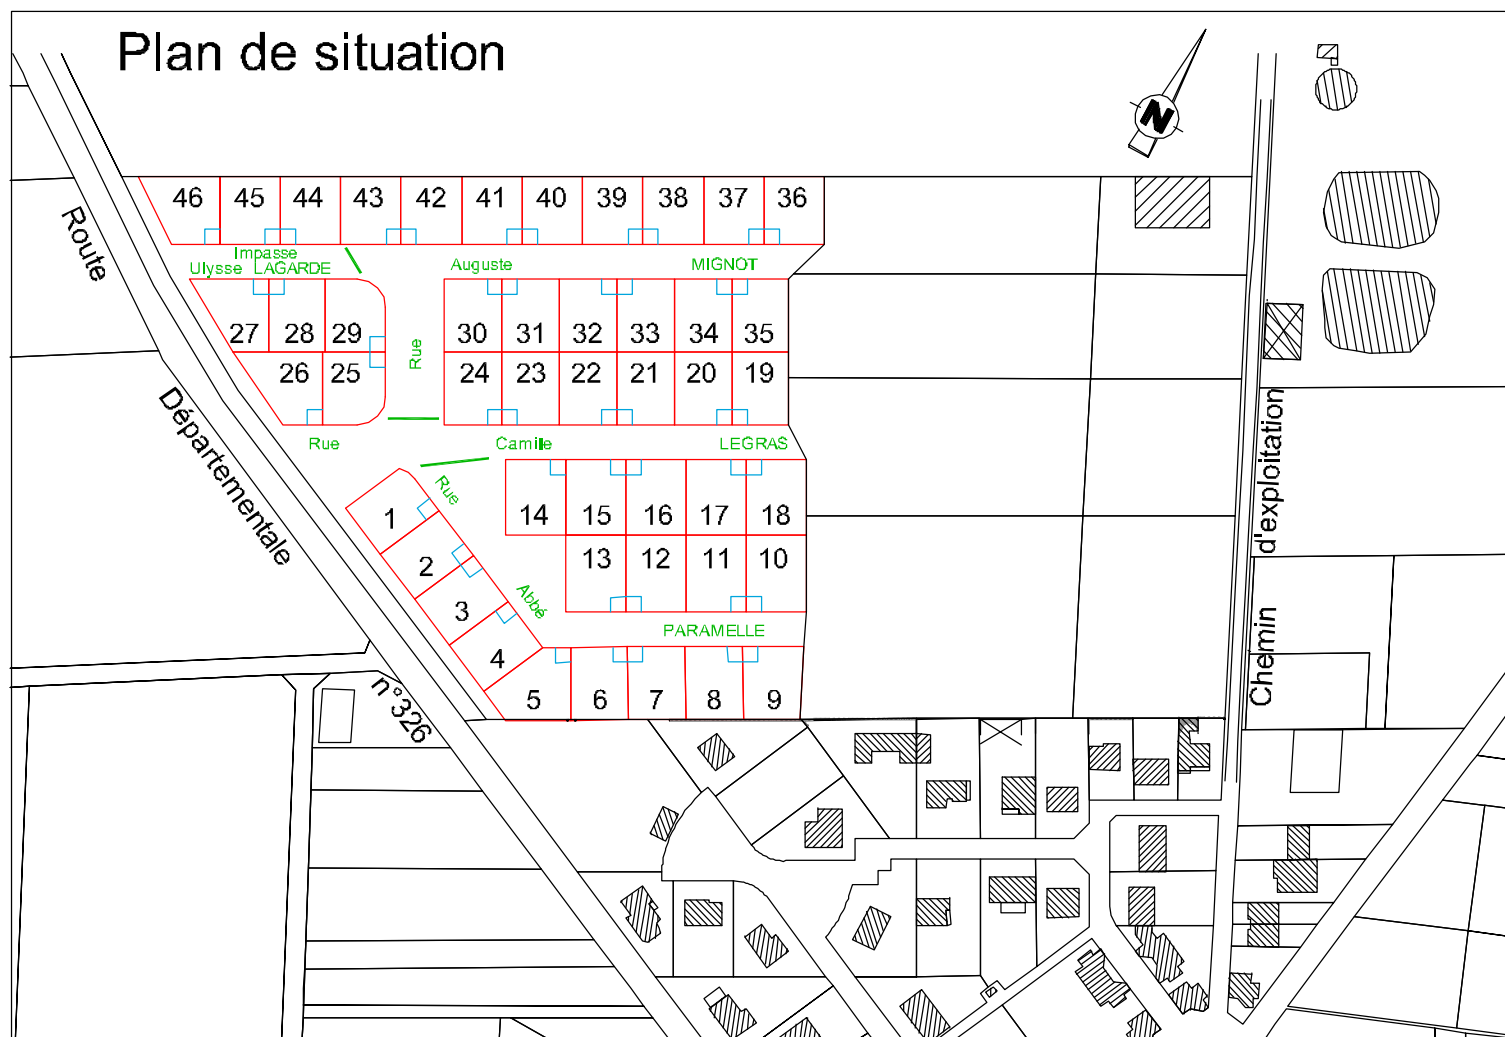 Plan de situation
N
46 45 44 43 42 41 40 39 38 37 36
Route
Impasse
Ulysse LAGARDE
Auguste
MIGNOT
27 28 29
30 31 32 33 34 35
Rue
26 25
24 23 22 21 20 19
Départementale
Rue
Camille
LEGRAS
Rue
1
14 15 16 17 18
2
13 12 11 10
3
Abbé
PARAMELLE
4
5 6 7 8 9
n°326
Chemin d'exploitation